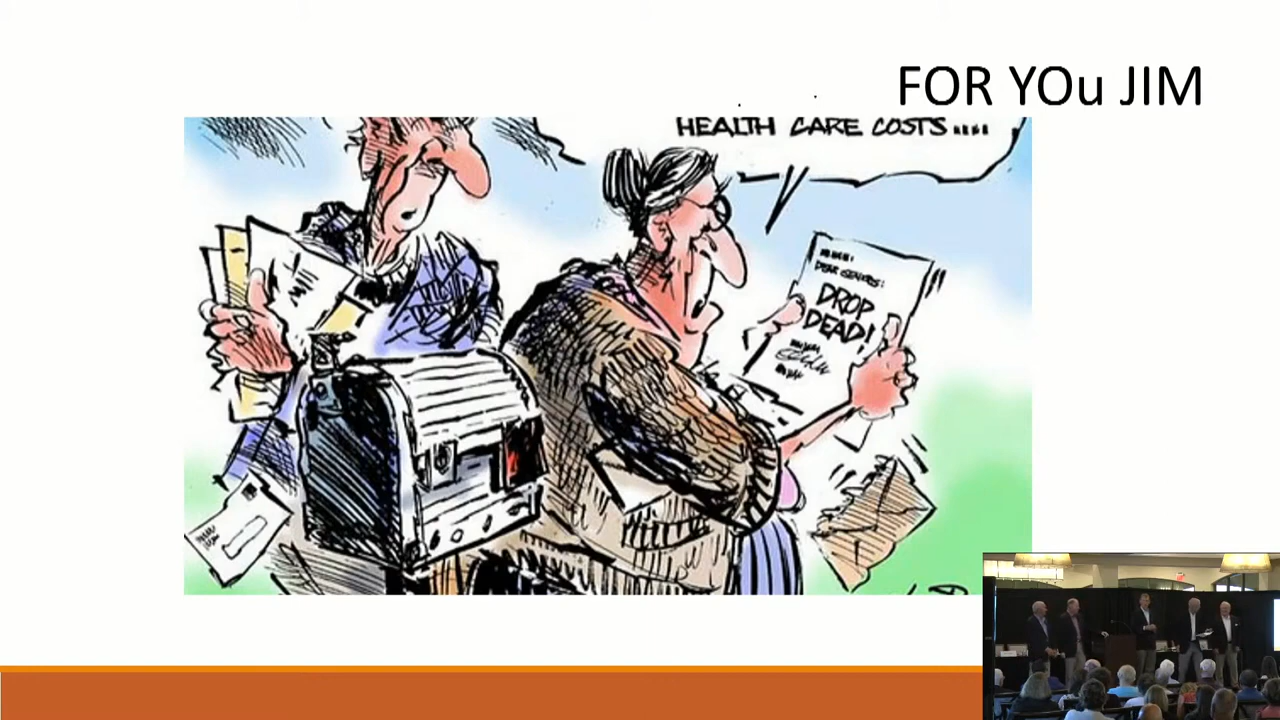 FOR YOu JIM
HEALTH CARE COSTS....
DEAR SENIORS:
DROP
DEAD!